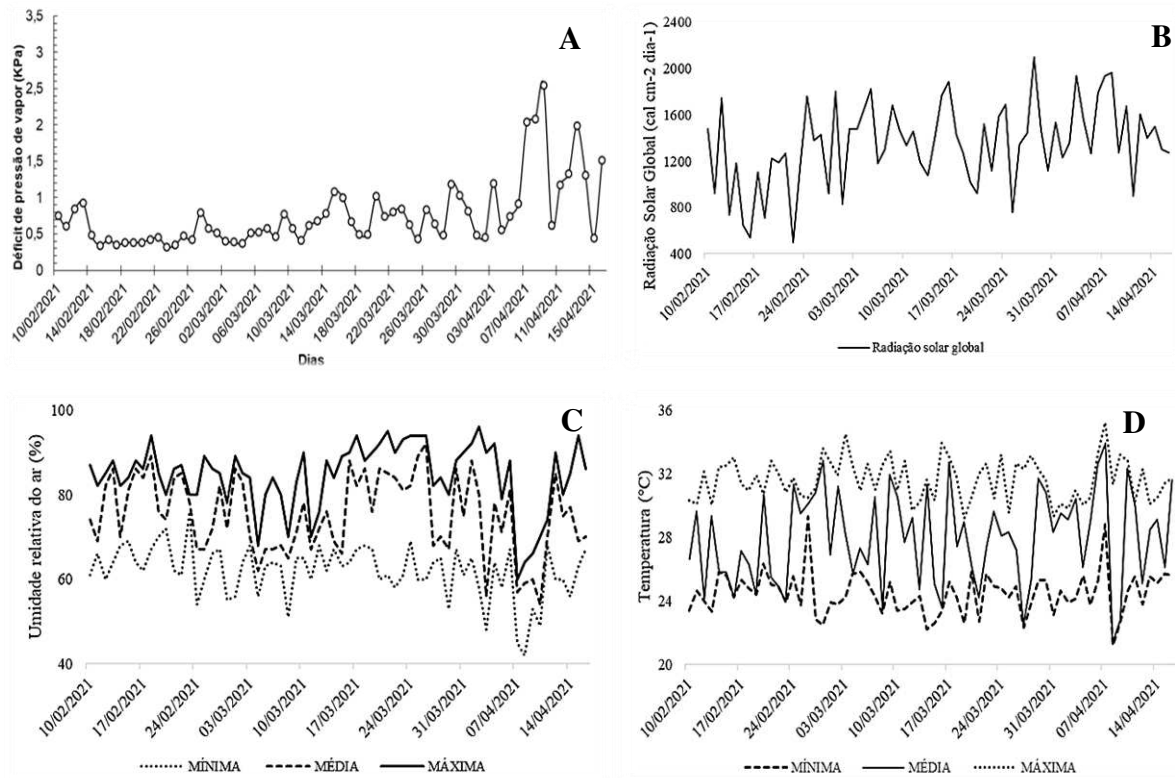 A
Déficit de pressão de vapor (KPa)
3,5
3
2,5
2
1,5
1
0,5
0
10/02/2021 14/02/2021 18/02/2021 22/02/2021 26/02/2021 02/03/2021 06/03/2021 10/03/2021 14/03/2021 18/03/2021 22/03/2021 26/03/2021 30/03/2021 03/04/2021 07/04/2021 11/04/2021 15/04/2021
Dias
B
Radiação Solar Global (cal cm-2 dia-1)
2400
2000
1600
1200
800
400
10/02/2021 17/02/2021 24/02/2021 03/03/2021 10/03/2021 17/03/2021 24/03/2021 31/03/2021 07/04/2021 14/04/2021
Radiação solar global
C
Umidade relativa do ar (%)
100
80
60
40
10/02/2021 17/02/2021 24/02/2021 03/03/2021 10/03/2021 17/03/2021 24/03/2021 31/03/2021 07/04/2021 14/04/2021
MÍNIMA MÉDIA MÁXIMA
D
Temperatura (°C)
36
32
28
24
20
10/02/2021 17/02/2021 24/02/2021 03/03/2021 10/03/2021 17/03/2021 24/03/2021 31/03/2021 07/04/2021 14/04/2021
MÍNIMA MÉDIA MÁXIMA